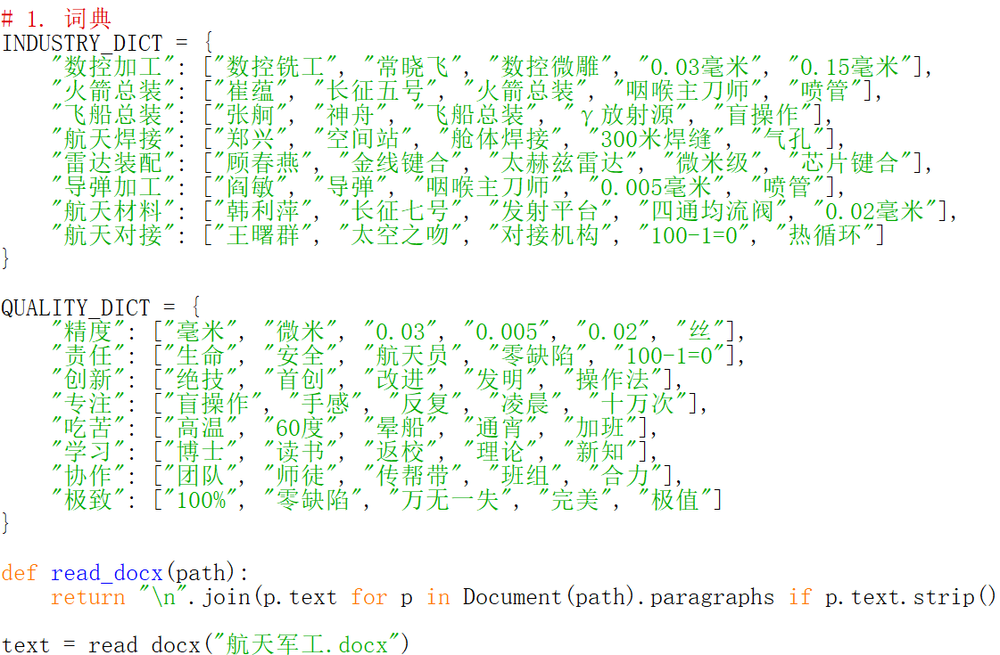 # 1. 词典
INDUSTRY_DICT = {
    "数控加工": ["数控铣工", "常晓飞", "数控微雕", "0.03毫米", "0.15毫米"],
    "火箭总装": ["崔蕴", "长征五号", "火箭总装", "咽喉主刀师", "喷管"],
    "飞船总装": ["张舸", "神舟", "飞船总装", "γ放射源", "盲操作"],
    "航天焊接": ["郑兴", "空间站", "舱体焊接", "300米焊缝", "气孔"],
    "雷达装配": ["顾春燕", "金线键合", "太赫兹雷达", "微米级", "芯片键合"],
    "导弹加工": ["阎敏", "导弹", "咽喉主刀师", "0.005毫米", "喷管"],
    "航天材料": ["韩利萍", "长征七号", "发射平台", "四通均流阀", "0.02毫米"],
    "航天对接": ["王曙群", "太空之吻", "对接机构", "100-1=0", "热循环"]
}
QUALITY_DICT = {
    "精度": ["毫米", "微米", "0.03", "0.005", "0.02", "丝"],
    "责任": ["生命", "安全", "航天员", "零缺陷", "100-1=0"],
    "创新": ["绝技", "首创", "改进", "发明", "操作法"],
    "专注": ["盲操作", "手感", "反复", "凌晨", "十万次"],
    "吃苦": ["高温", "60度", "晕船", "通宵", "加班"],
    "学习": ["博士", "读书", "返校", "理论", "新知"],
    "协作": ["团队", "师徒", "传帮带", "班组", "合力"],
    "极致": ["100%", "零缺陷", "万无一失", "完美", "极值"]
}
def read_docx(path):
    return "\n".join(p.text for p in Document(path).paragraphs if p.text.strip()
text = read docx("航天军工.docx")